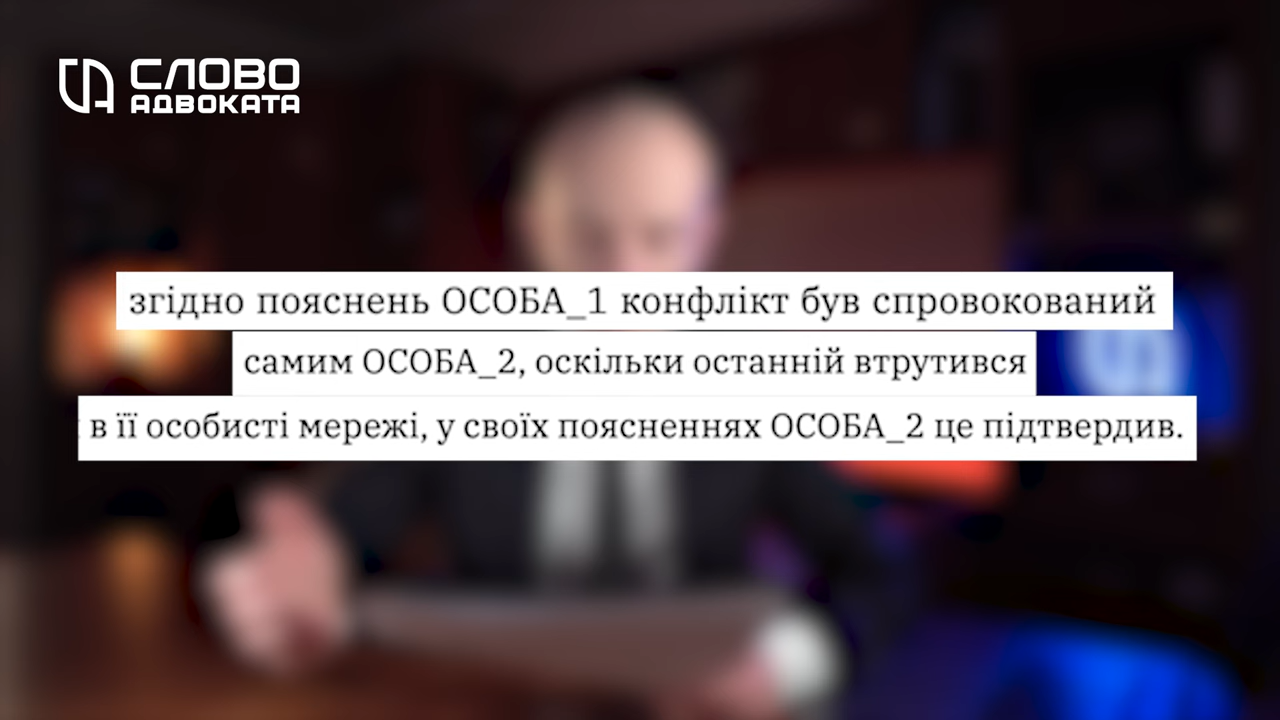 СЛОВО
АДВОКАТА
згідно пояснень ОСОБА_1 конфлікт був спровокований
самим ОСОБА_2, оскільки останній втрутився
в її особисті мережі, у своїх поясненнях ОСОБА_2 це підтвердив.